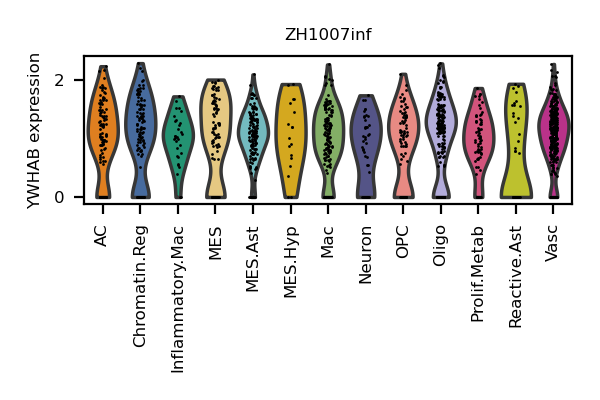 ZH1007inf
YWHAB expression
2
0
AC
Chromatin.Reg
Inflammatory.Mac
MES
MES.Ast
MES.Hyp
Mac
Neuron
OPC
Oligo
Prolif.Metab
Reactive.Ast
Vasc